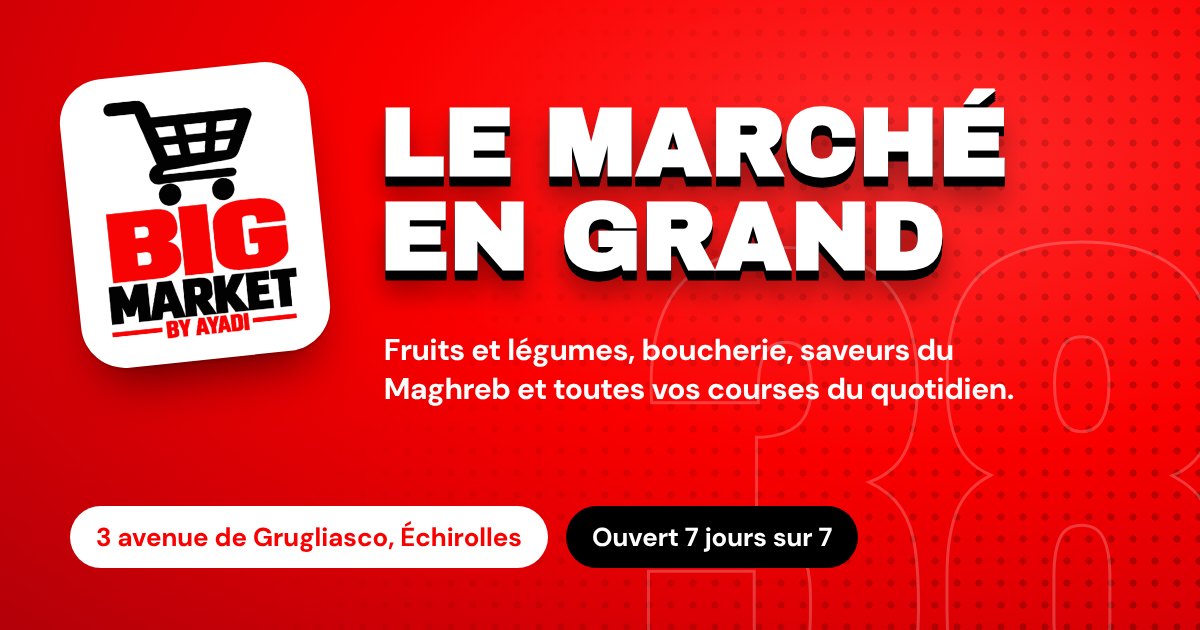 BIG
MARKET
BY AYADI
LE MARCHÉ
EN GRAND
Fruits et légumes, boucherie, saveurs du
Maghreb et toutes vos courses du quotidien.
38
3 avenue de Grugliasco, Échirolles
Ouvert 7 jours sur 7